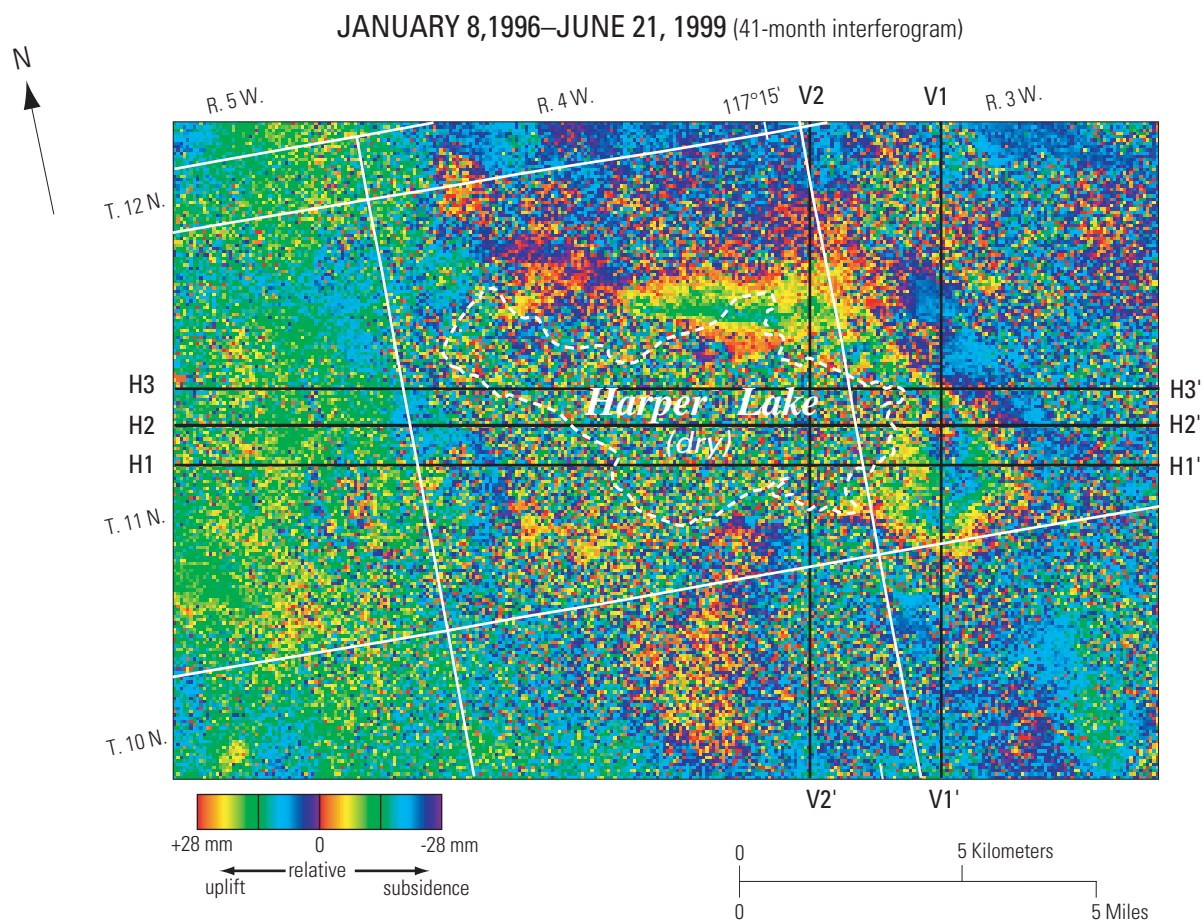 JANUARY 8,1996–JUNE 21, 1999 (41-month interferogram)
N
R. 5 W.
R. 4 W.
117°15'
V2
V1
R. 3 W.
T. 12 N.
H3
H3'
Harper Lake
H2
H2'
(dry)
H1
H1'
T. 11 N.
T. 10 N.
V2'
V1'
+28 mm
0
-28 mm
relative
uplift
subsidence
0
5 Kilometers
0
5 Miles